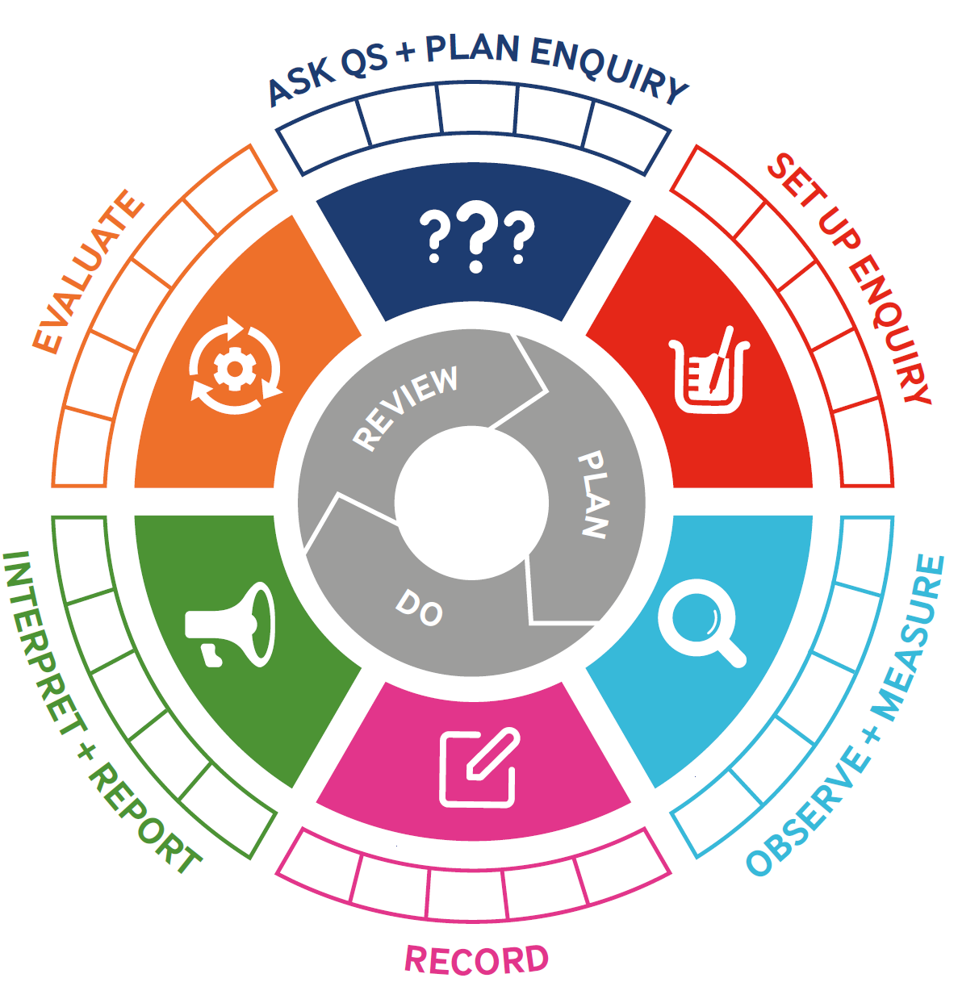 ASK QS + PLAN ENQUIRY
SET UP ENQUIRY
OBSERVE + MEASURE
RECORD
INTERPRET + REPORT
EVALUATE
???
REVIEW
PLAN
DO